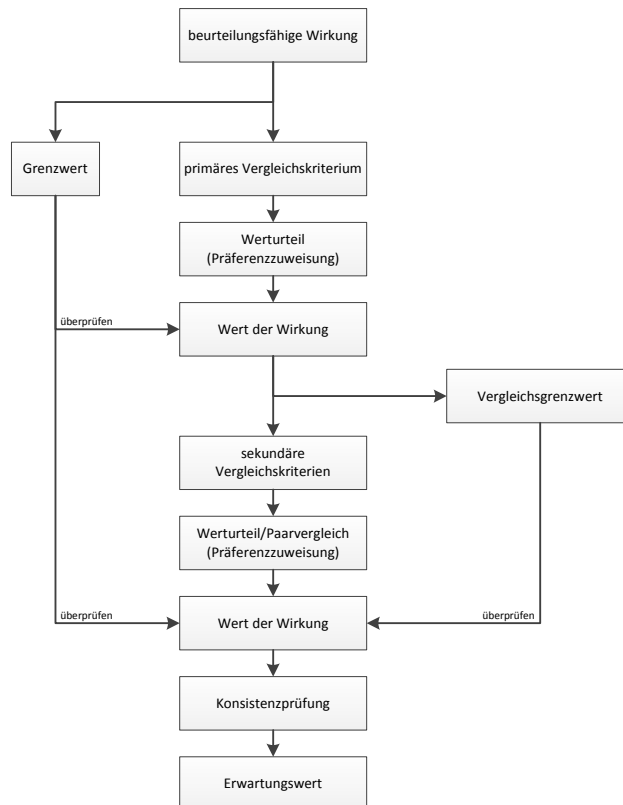 beurteilungsfähige Wirkung
Grenzwert
primäres Vergleichskriterium
Werturteil
(Präferenzzuweisung)
überprüfen
Wert der Wirkung
Vergleichsgrenzwert
sekundäre
Vergleichskriterien
Werturteil/Paarvergleich
(Präferenzzuweisung)
überprüfen
Wert der Wirkung
überprüfen
Konsistenzprüfung
Erwartungswert